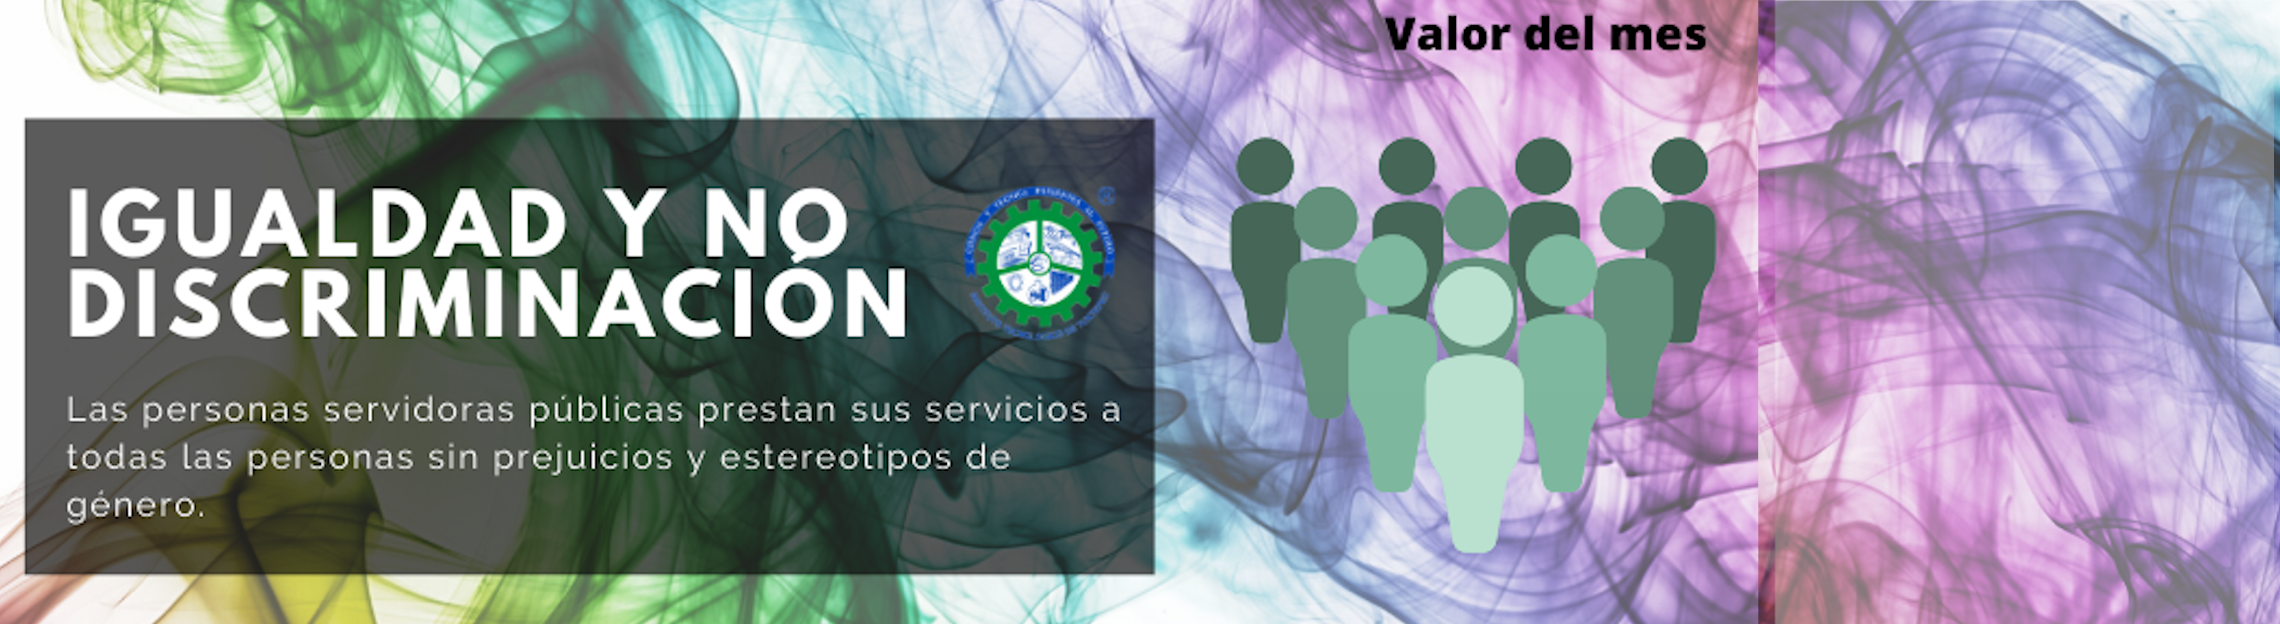 Valor del mes
IGUALDAD Y NO
DISCRIMINACIÓN
Las personas servidoras públicas prestan sus servicios a
todas las personas sin prejuicios y estereotipos de
género.